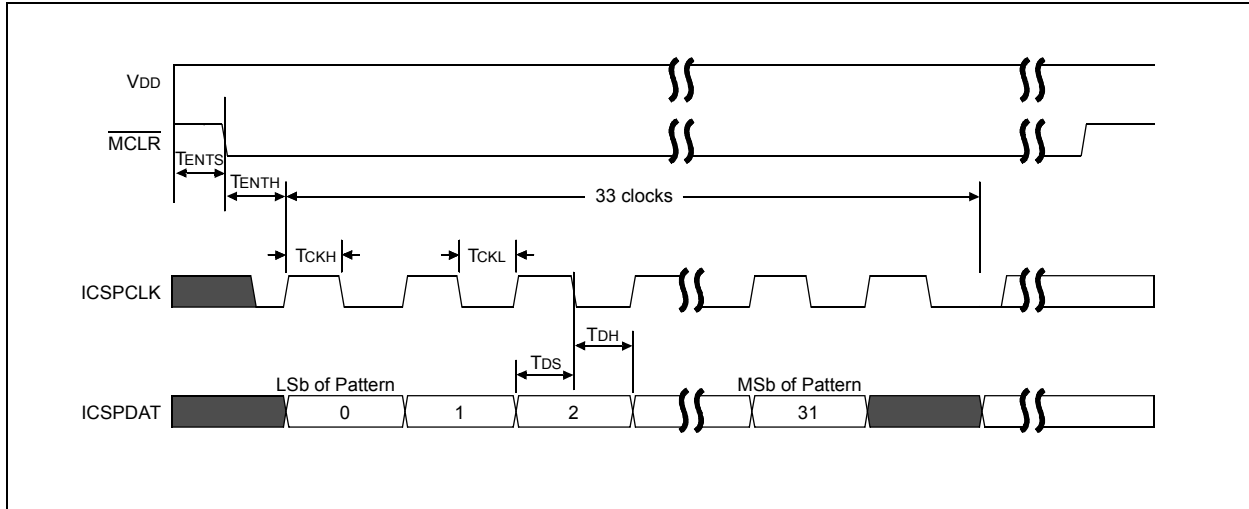 VDD
MCLR
TENTS
TENTH
33 clocks
TCKH
TCKL
ICSPCLK
TDH
TDS
LSb of Pattern
MSb of Pattern
ICSPDAT
0
1
2
31